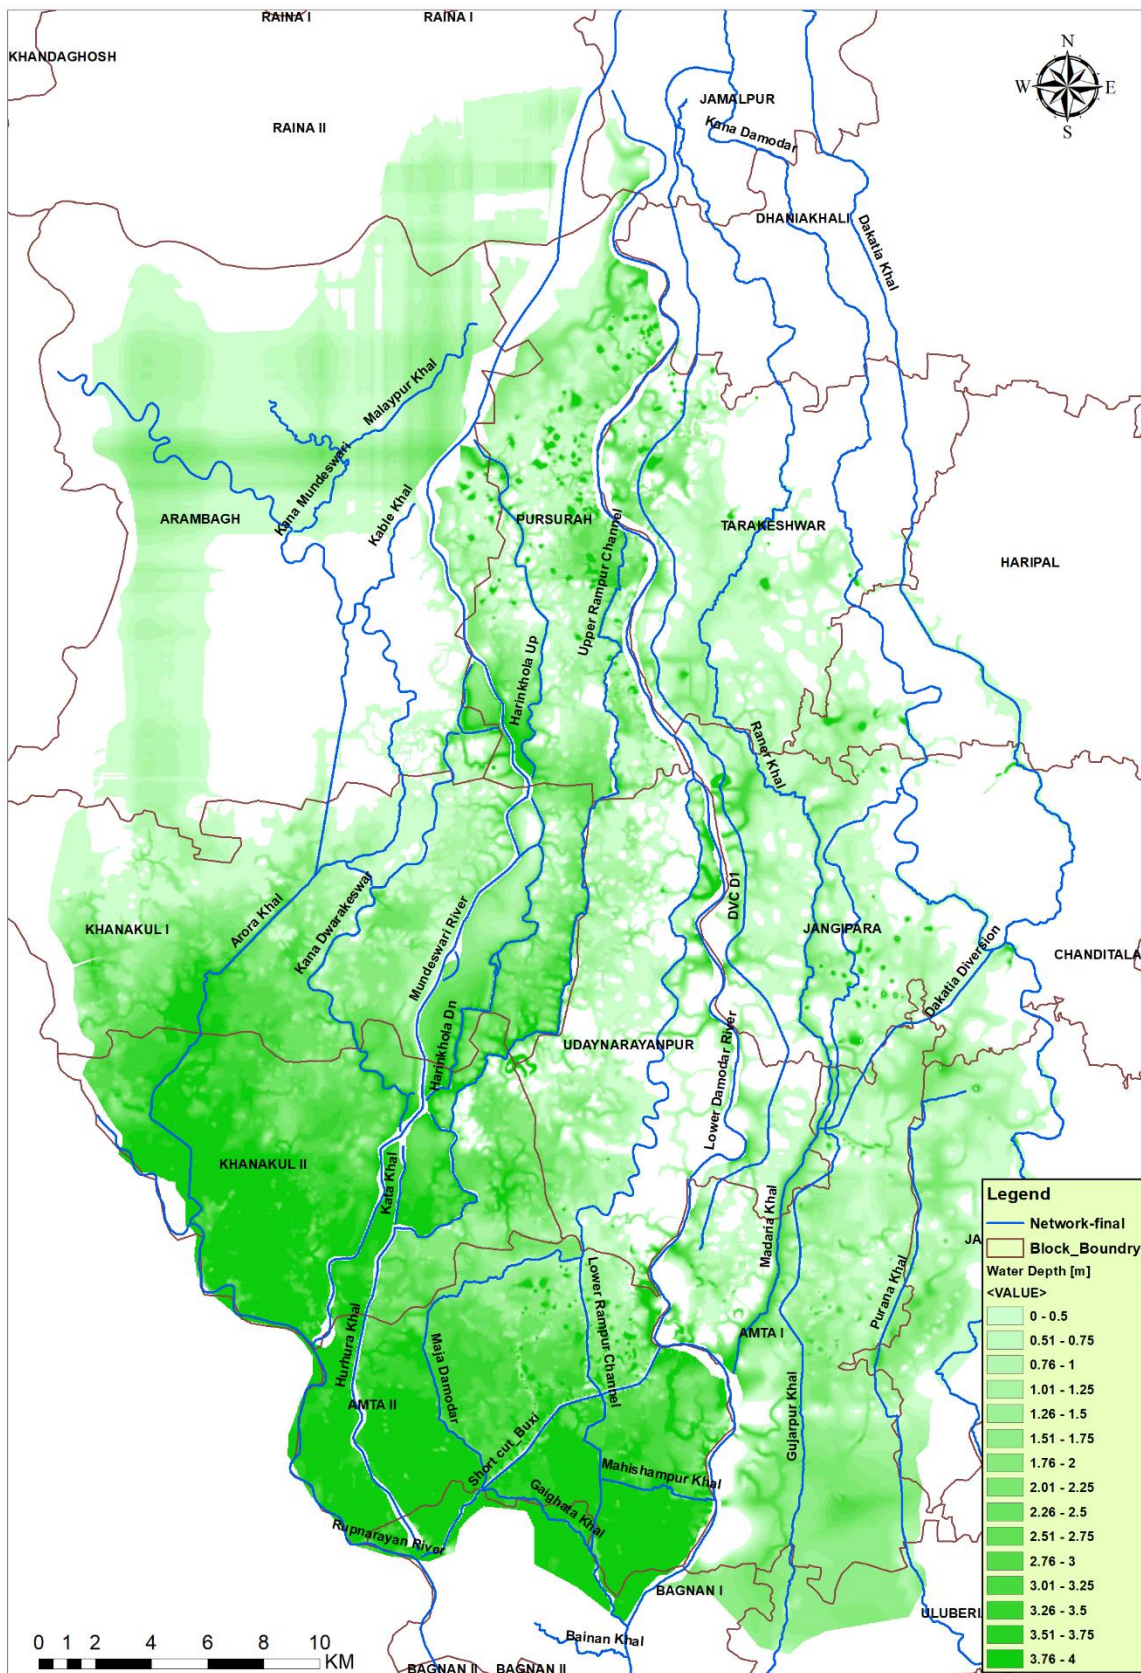 RAINA I
RAINA I
KHANDAGHOSH
N
W
E
S
JAMALPUR
RAINA II
Kana Damodar
DHANIAKHALI
Dakatia Khal
Malaypur Khal
Kana Mundeswari
Kable Khal
ARAMBAGH
PURSURAH
TARAKESHWAR
Upper Rampur Channel
HARIPAL
Harinkhola Up
Raner Khal
DVC D1
Arora Khal
Kana Dwarakeswar
Mundeswari River
KHANAKUL I
JANGIPARA
Dakatia Diversion
CHANDITALA
Harinkhola Dn
UDAYNARAYANPUR
Lower Damodar River
KHANAKUL II
Kata Khal
Madaria Khal
Purana Khal
JA
Hurhura Khal
Maja Damodar
Lower Rampur Channel
AMTA I
AMTA II
Gujarpur Khal
Short cut_Buxi
Mahishampur Khal
Gaighata Khal
Rupnarayan River
BAGNAN I
ULUBERI
Bainan Khal
BAGNAN II
BAGNAN II
0 1 2 4 6 8 10
KM
Legend
Network-final
Block_Boundry
Water Depth [m]
<VALUE>
0 - 0.5
0.51 - 0.75
0.76 - 1
1.01 - 1.25
1.26 - 1.5
1.51 - 1.75
1.76 - 2
2.01 - 2.25
2.26 - 2.5
2.51 - 2.75
2.76 - 3
3.01 - 3.25
3.26 - 3.5
3.51 - 3.75
3.76 - 4